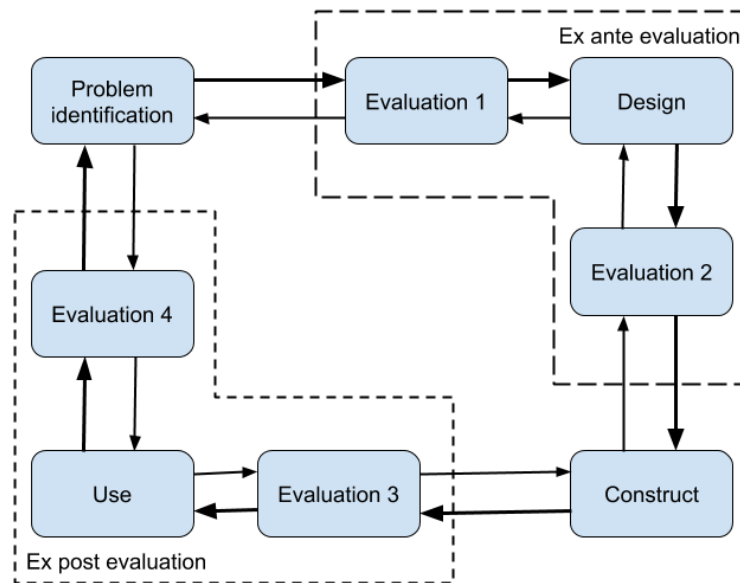 Ex ante evaluation
Problem
identification
Evaluation 1
Design
Evaluation 2
Evaluation 4
Use
Evaluation 3
Construct
Ex post evaluation